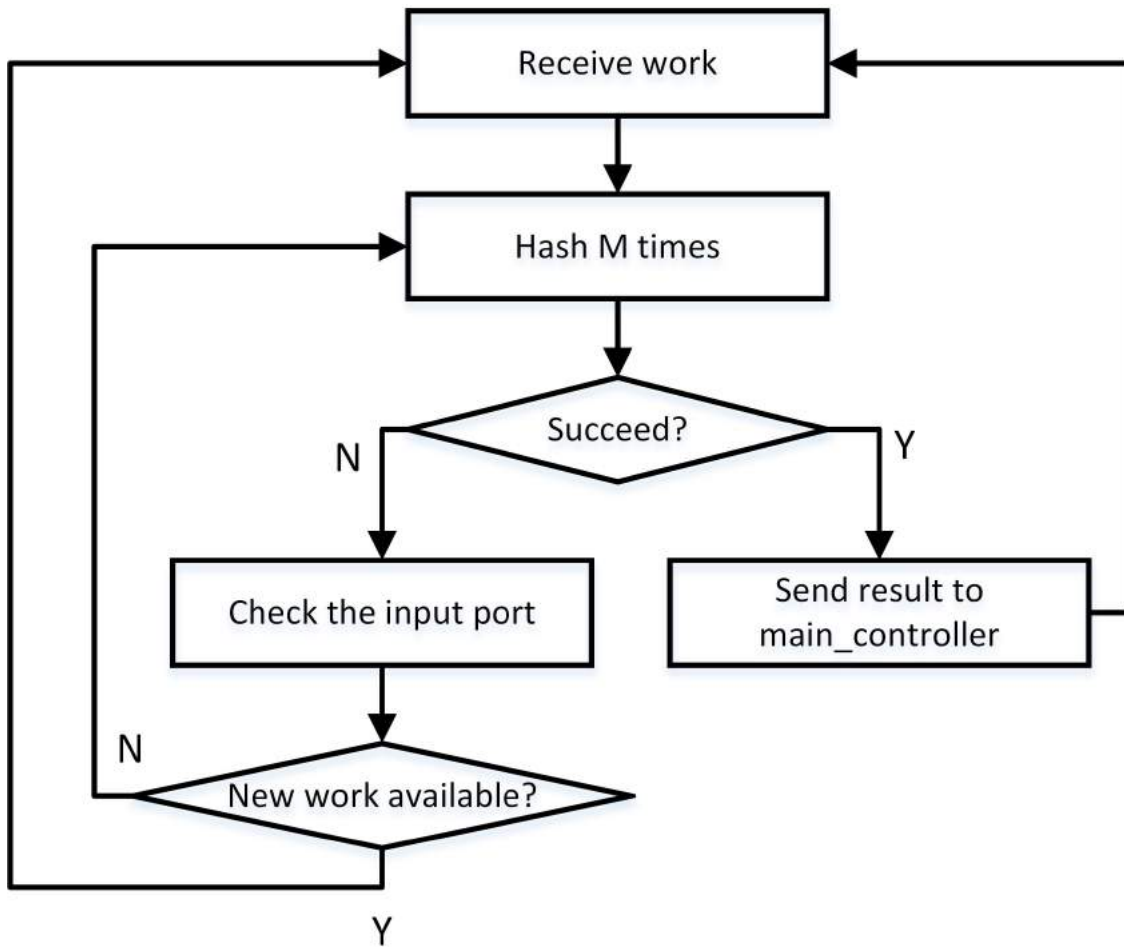 Receive work
Hash M times
Succeed?
N
Y
Check the input port
Send result to
main_controller
N
New work available?
Y